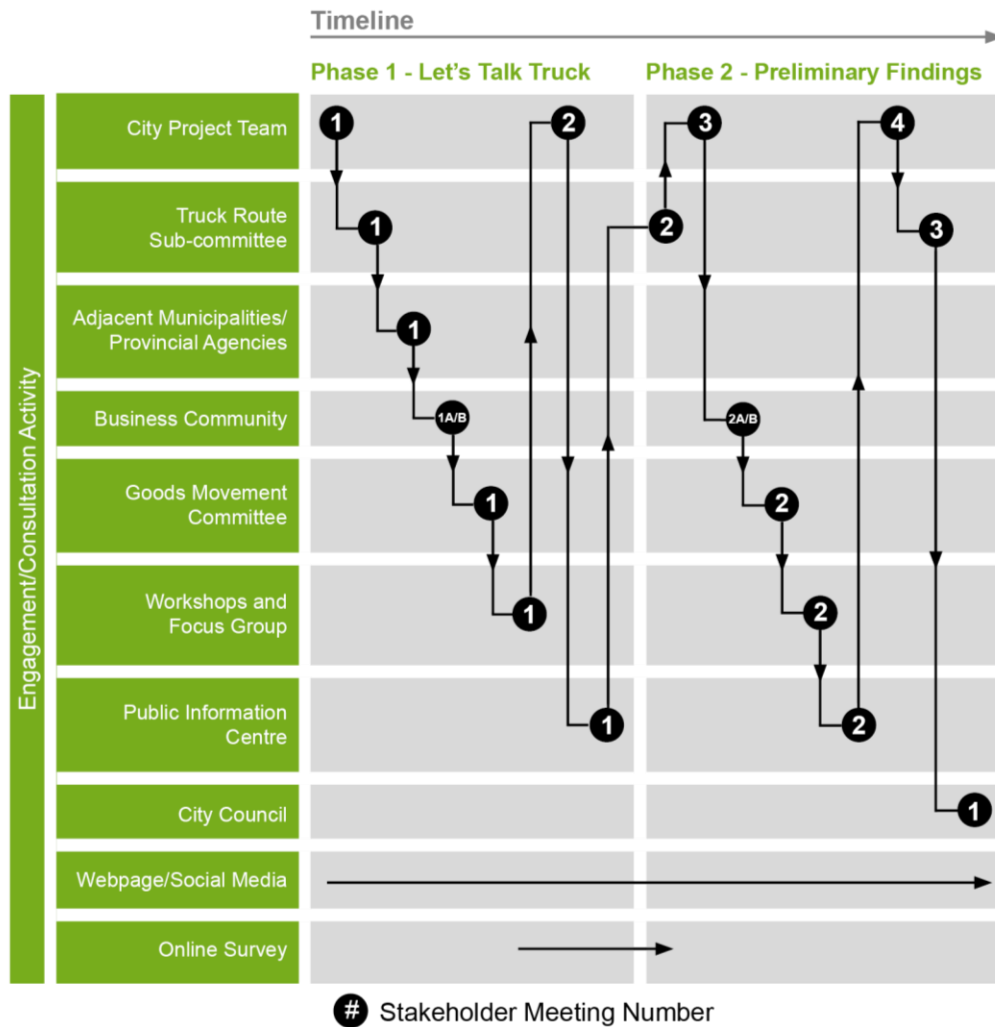 Timeline
Phase 1 - Let's Talk Truck
Phase 2 - Preliminary Findings
Engagement/Consultation Activity
City Project Team
1
2
3
4
Truck Route
Sub-committee
1
2
3
Adjacent Municipalities/
Provincial Agencies
1
Business Community
1A/B
2A/B
Goods Movement
Committee
1
2
Workshops and
Focus Group
1
2
Public Information
Centre
1
2
City Council
1
Webpage/Social Media
Online Survey
# Stakeholder Meeting Number